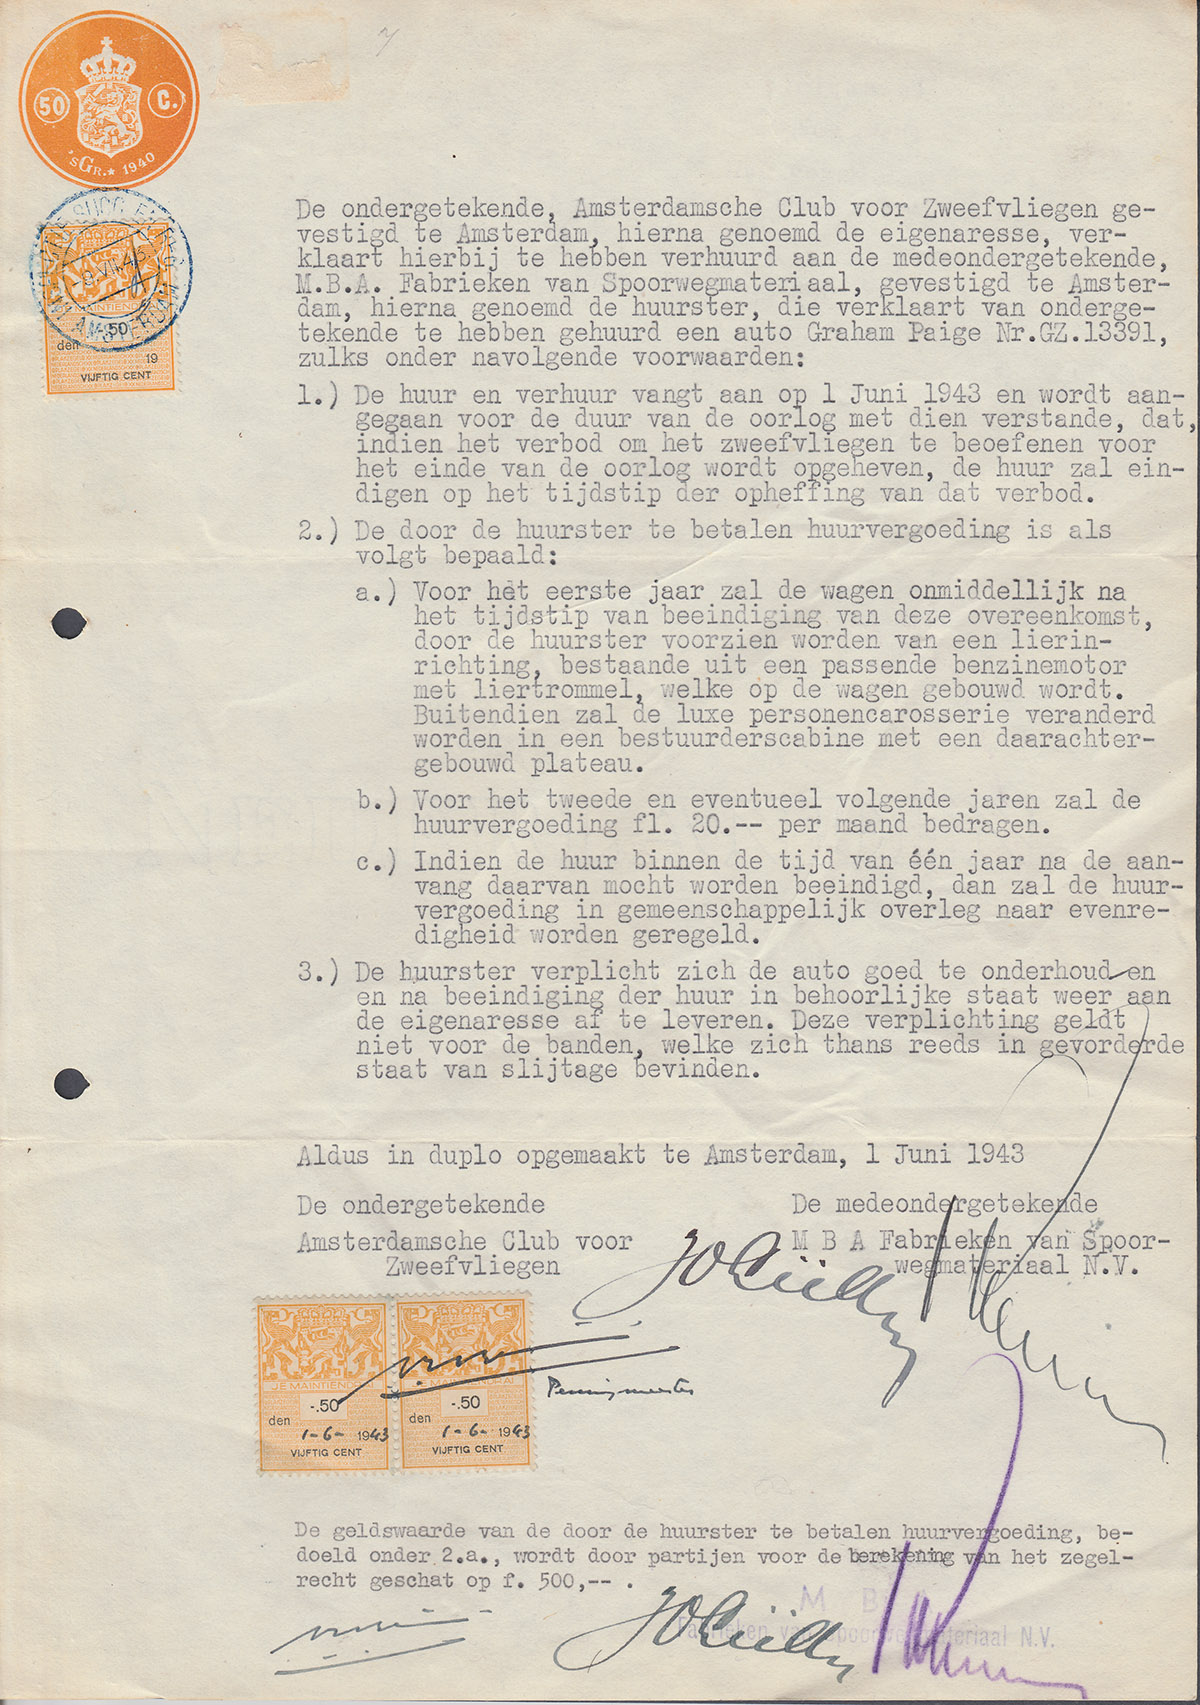 50 C.
'sGr.★1940
AMSTERDAM
JE MAINTIENDRAI
-.50
den 19
VIJFTIG CENT
De ondergetekende, Amsterdamsche Club voor Zweefvliegen ge-
vestigd te Amsterdam, hierna genoemd de eigenaresse, ver-
klaart hierbij te hebben verhuurd aan de medeondergetekende,
M.B.A. Fabrieken van Spoorwegmateriaal, gevestigd te Amster-
dam, hierna genoemd de huurster, die verklaart van onderge-
tekende te hebben gehuurd een auto Graham Paige Nr.GZ.13391,
zulks onder navolgende voorwaarden:
1.) De huur en verhuur vangt aan op 1 Juni 1943 en wordt aan-
gegaan voor de duur van de oorlog met dien verstande, dat,
indien het verbod om het zweefvliegen te beoefenen voor
het einde van de oorlog wordt opgeheven, de huur zal ein-
digen op het tijdstip der opheffing van dat verbod.
2.) De door de huurster te betalen huurvergoeding is als
volgt bepaald:
a.) Voor het eerste jaar zal de wagen onmiddellijk na
het tijdstip van beeindiging van deze overeenkomst,
door de huurster voorzien worden van een lierin-
richting, bestaande uit een passende benzinemotor
met liertrommel, welke op de wagen gebouwd wordt.
Buitendien zal de luxe personencarosserie veranderd
worden in een bestuurderscabine met een daarachter-
gebouwd plateau.
b.) Voor het tweede en eventueel volgende jaren zal de
huurvergoeding fl. 20.-- per maand bedragen.
c.) Indien de huur binnen de tijd van één jaar na de aan-
vang daarvan mocht worden beeindigd, dan zal de huur-
vergoeding in gemeenschappelijk overleg naar evenre-
digheid worden geregeld.
3.) De huurster verplicht zich de auto goed te onderhouden
en na beeindiging der huur in behoorlijke staat weer aan
de eigenaresse af te leveren. Deze verplichting geldt
niet voor de banden, welke zich thans reeds in gevorderde
staat van slijtage bevinden.
Aldus in duplo opgemaakt te Amsterdam, 1 Juni 1943
De ondergetekende De medeondergetekende
Amsterdamsche Club voor M B A Fabrieken van Spoor-
Zweefvliegen wegmateriaal N.V.
JE MAINTIENDRAI JE MAINTIENDRAI
-.50 -.50
den 1-6-1943 den 1-6-1943
VIJFTIG CENT VIJFTIG CENT
Penningmeester
De geldswaarde van de door de huurster te betalen huurvergoeding, be-
doeld onder 2.a., wordt door partijen voor de berekening van het zegel-
recht geschat op f. 500,-- .
M B
Fabrieken van Spoorwegmateriaal N.V.